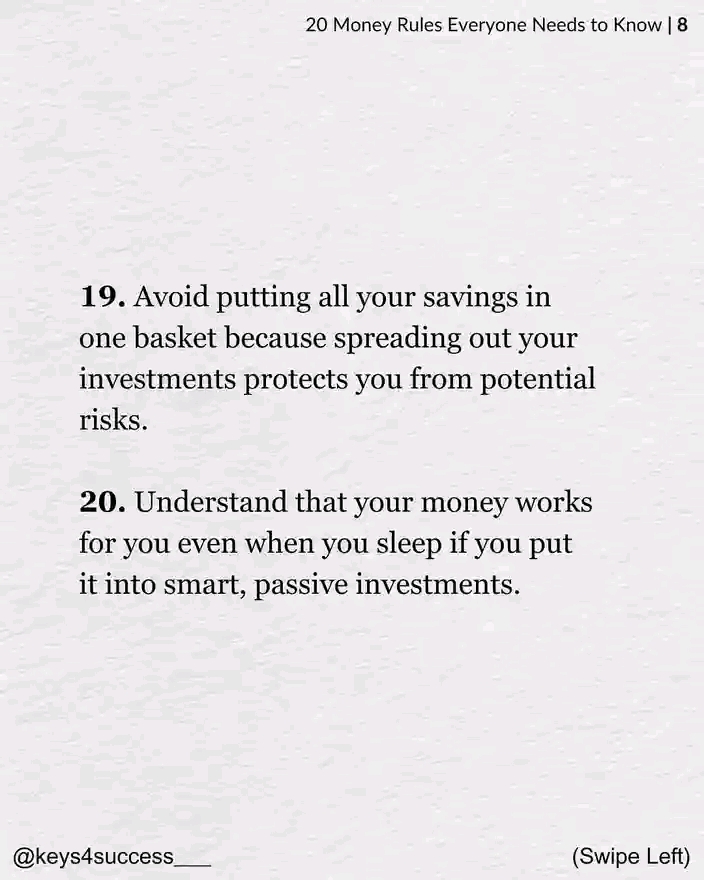 20 Money Rules Everyone Needs to Know | 8
19. Avoid putting all your savings in
one basket because spreading out your
investments protects you from potential
risks.
20. Understand that your money works
for you even when you sleep if you put
it into smart, passive investments.
@keys4success___
(Swipe Left)